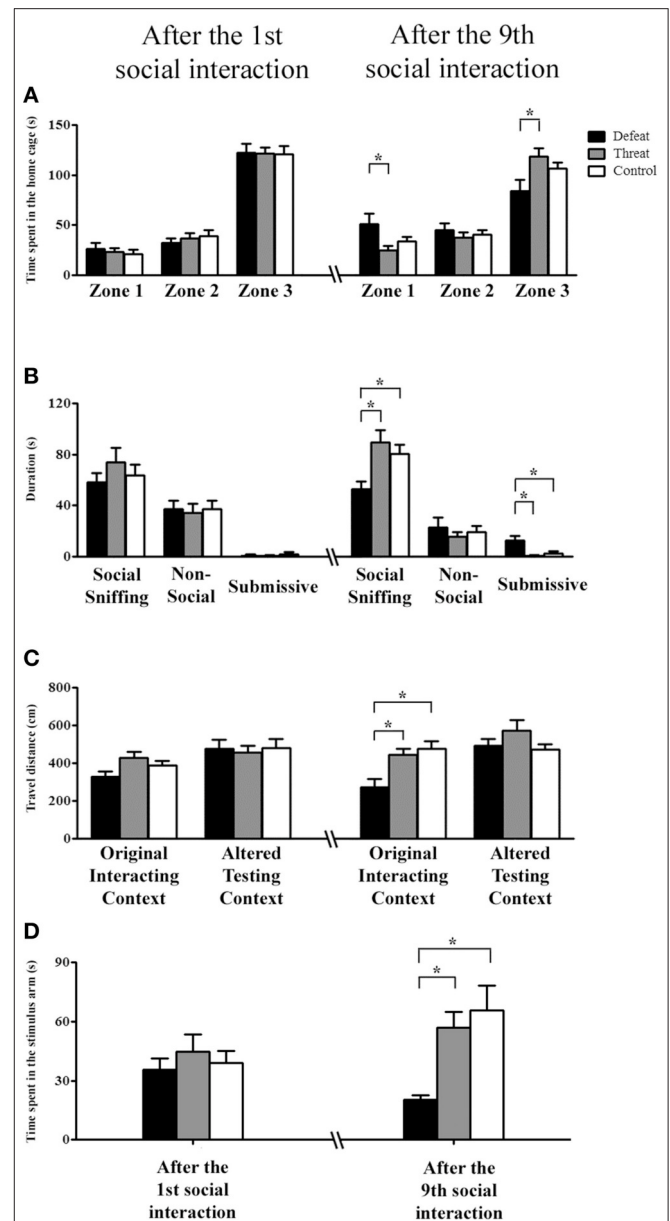 After the 1st
social interaction
After the 9th
social interaction
A
Time spent in the home cage (s)
150
100
50
0
*
*
Defeat
Threat
Control
Zone 1 Zone 2 Zone 3 Zone 1 Zone 2 Zone 3
B
Duration (s)
120
80
40
0
*
*
*
*
Social
Sniffing
Non-
Social
Submissive
Social
Sniffing
Non-
Social
Submissive
C
Travel distance (cm)
800
600
400
200
0
*
*
Original
Interacting
Context
Altered
Testing
Context
Original
Interacting
Context
Altered
Testing
Context
D
Time spent in the stimulus arm (s)
90
60
30
0
*
*
After the
1st social
interaction
After the
9th social
interaction